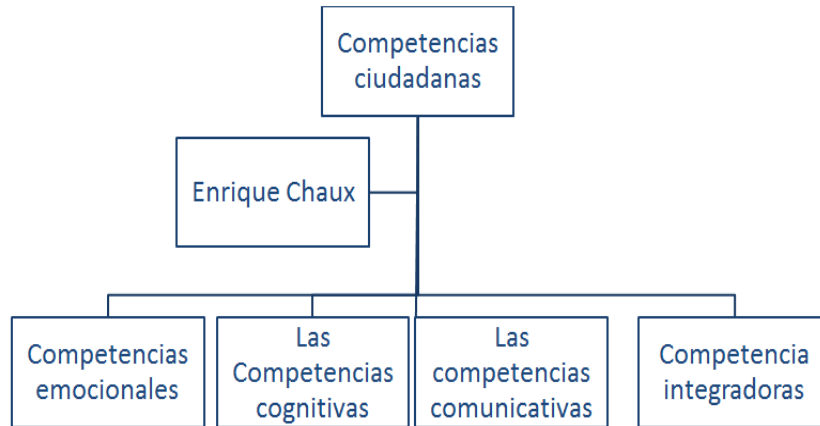 Competencias
ciudadanas
Enrique Chaux
Competencias
emocionales
Las
Competencias
cognitivas
Las
competencias
comunicativas
Competencia
integradoras